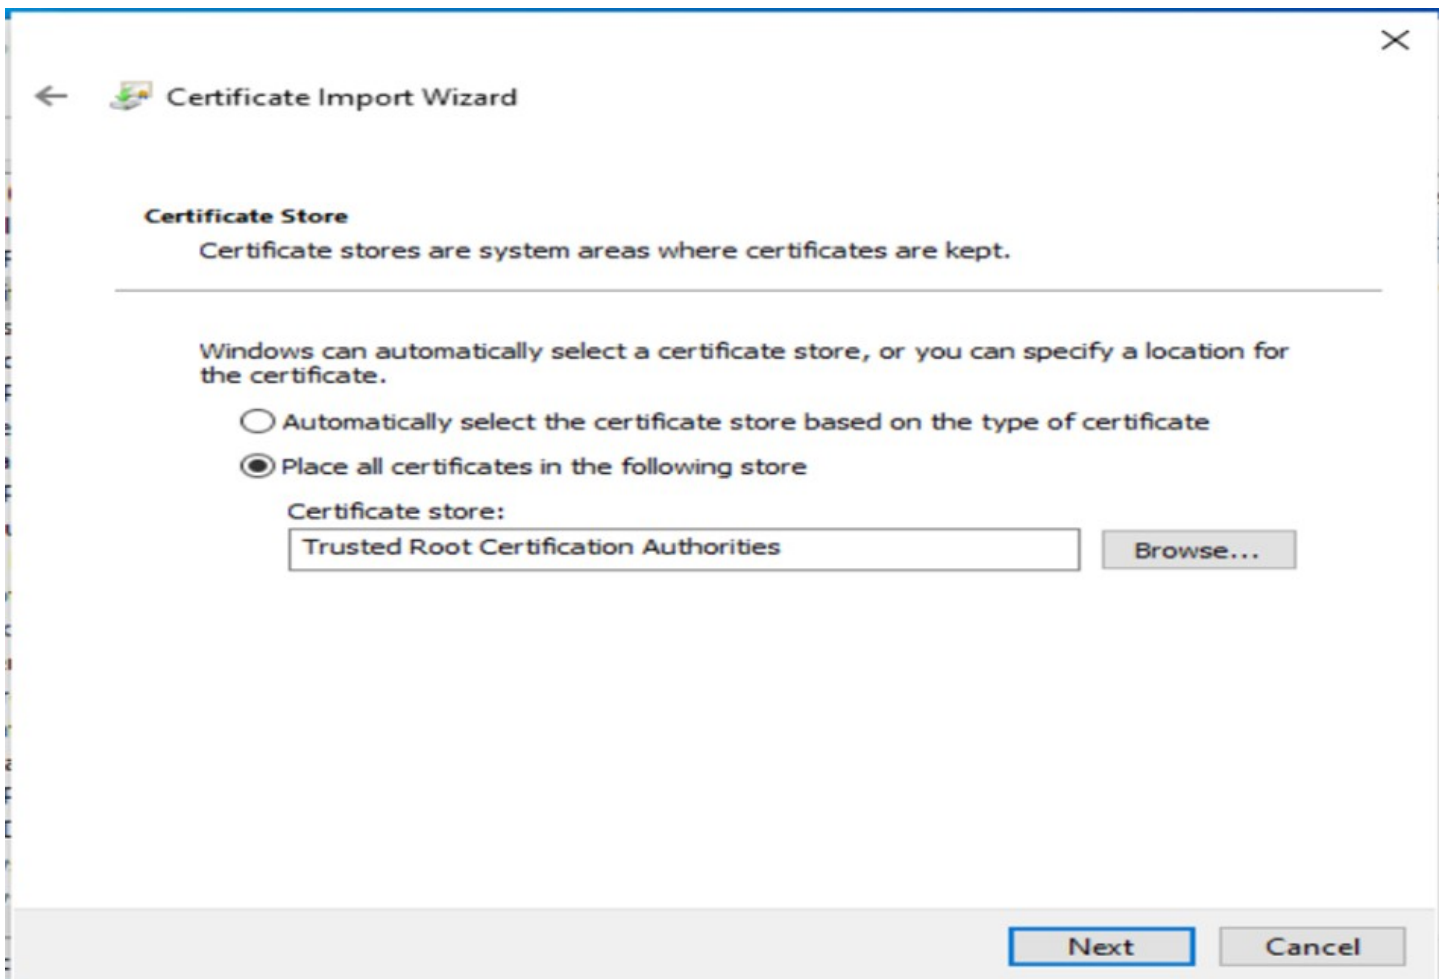 Certificate Import Wizard
Certificate Store
Certificate stores are system areas where certificates are kept.
Windows can automatically select a certificate store, or you can specify a location for
the certificate.
Automatically select the certificate store based on the type of certificate
Place all certificates in the following store
Certificate store:
Trusted Root Certification Authorities
Browse...
Next
Cancel